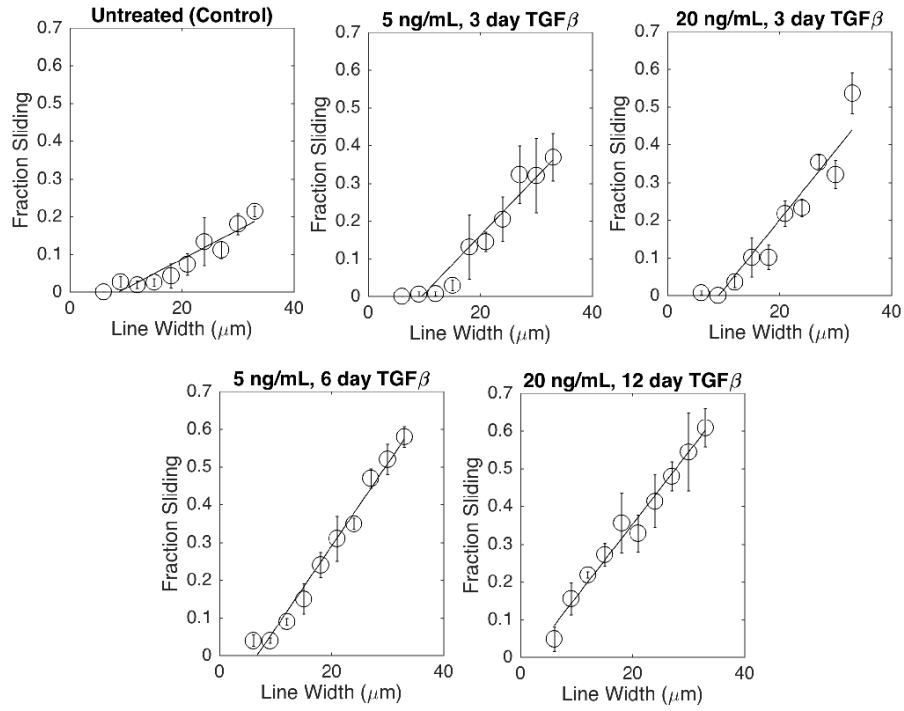 Untreated (Control)
0.7
0.6
0.5
0.4
0.3
0.2
0.1
0
Fraction Sliding
0 20 40
Line Width (μm)
5 ng/mL, 3 day TGFβ
0.7
0.6
0.5
0.4
0.3
0.2
0.1
0
Fraction Sliding
0 20 40
Line Width (μm)
20 ng/mL, 3 day TGFβ
0.7
0.6
0.5
0.4
0.3
0.2
0.1
0
Fraction Sliding
0 20 40
Line Width (μm)
5 ng/mL, 6 day TGFβ
0.7
0.6
0.5
0.4
0.3
0.2
0.1
0
Fraction Sliding
0 20 40
Line Width (μm)
20 ng/mL, 12 day TGFβ
0.7
0.6
0.5
0.4
0.3
0.2
0.1
0
Fraction Sliding
0 20 40
Line Width (μm)